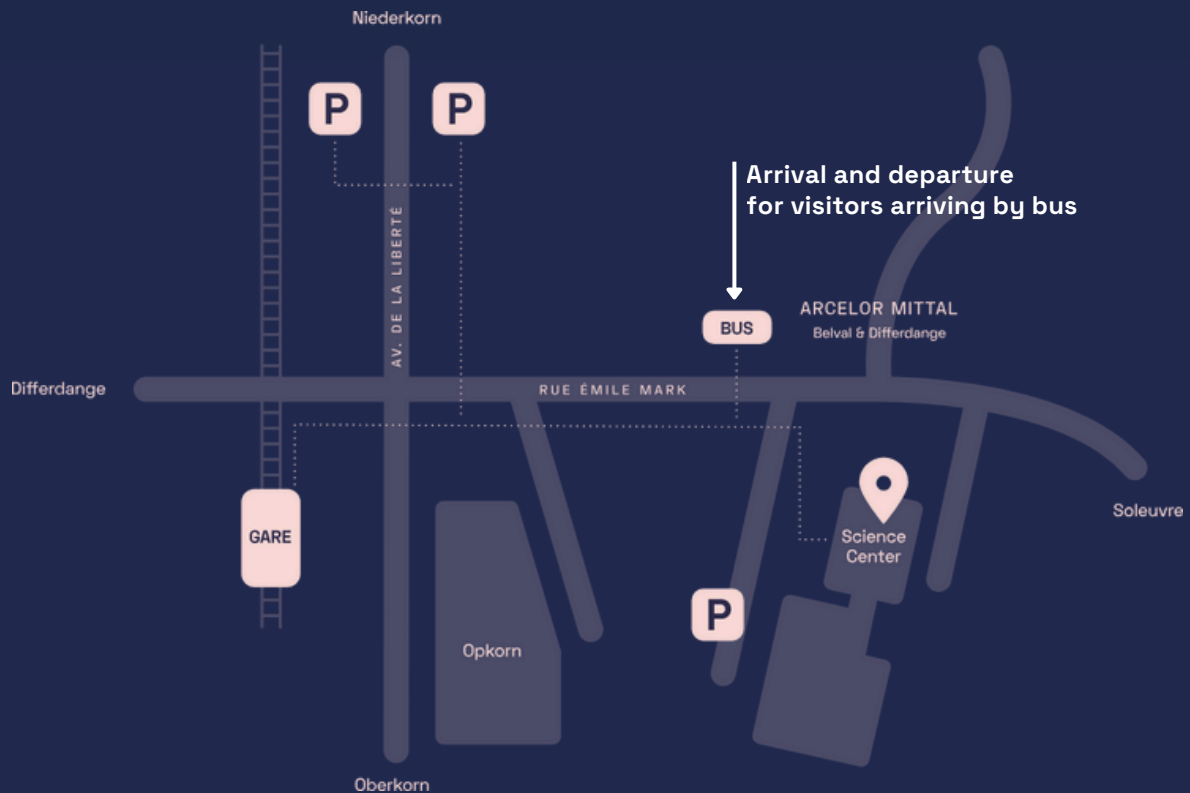 Niederkorn
P
P
Arrival and departure
for visitors arriving by bus
AV. DE LA LIBERTÉ
BUS
ARCELOR MITTAL
Belval & Differdange
Differdange
RUE ÉMILE MARK
Soleuvre
GARE
Science
Center
P
Opkorn
Oberkorn